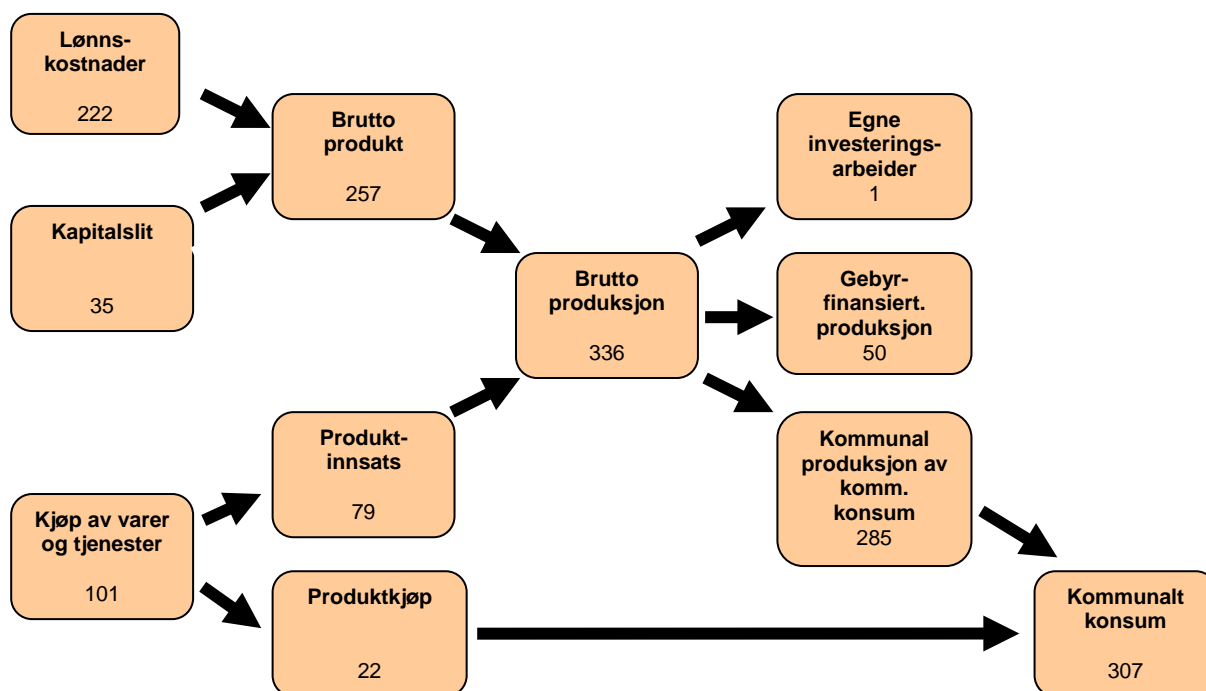 Lønns-
kostnader
222
Kapitalslit
35
Brutto
produkt
257
Produkt-
innsats
79
Kjøp av varer
og tjenester
101
Produktkjøp
22
Brutto
produksjon
336
Egne
investerings-
arbeider
1
Gebyr-
finansiert.
produksjon
50
Kommunal
produksjon av
komm.
konsum
285
Kommunalt
konsum
307